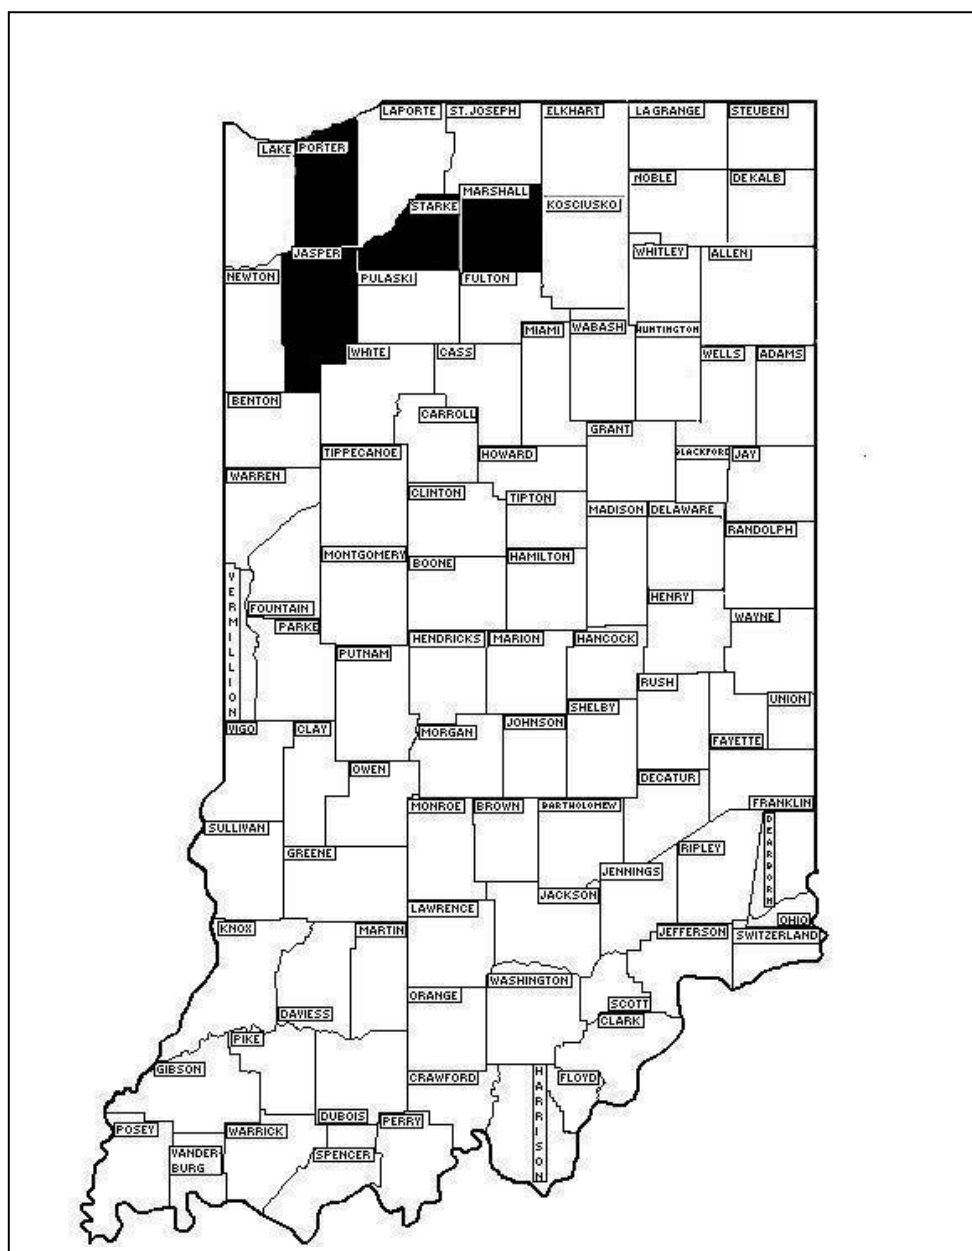 LAPORTE
ST. JOSEPH
ELKHART
LA GRANGE
STEUBEN
LAKE
PORTER
NOBLE
DE KALB
MARSHALL
STARKE
KOSCIUSKO
JASPER
WHITLEY
ALLEN
NEWTON
PULASKI
FULTON
MIAMI
WABASH
HUNTINGTON
WHITE
CASS
WELLS
ADAMS
BENTON
CARROLL
GRANT
TIPPECANOE
HOWARD
BLACKFORD
JAY
WARREN
CLINTON
TIPTON
MADISON
DELAWARE
RANDOLPH
MONTGOMERY
BOONE
HAMILTON
VERMILLION
HENRY
FOUNTAIN
WAYNE
PARKE
HENDRICKS
MARION
HANCOCK
PUTNAM
RUSH
UNION
SHELBY
VIGO
CLAY
MORGAN
JOHNSON
FAYETTE
OWEN
DECATUR
MONROE
BROWN
BARTHOLOMEW
FRANKLIN
SULLIVAN
DEARBORN
GREENE
RIPLEY
JENNINGS
JACKSON
LAWRENCE
OHIO
KNOX
MARTIN
JEFFERSON
SWITZERLAND
WASHINGTON
ORANGE
SCOTT
DAVIESS
CLARK
PIKE
GIBSON
CRAWFORD
FLOYD
HARRISON
DUBOIS
PERRY
POSEY
WARRICK
VANDER-
BURG
SPENCER